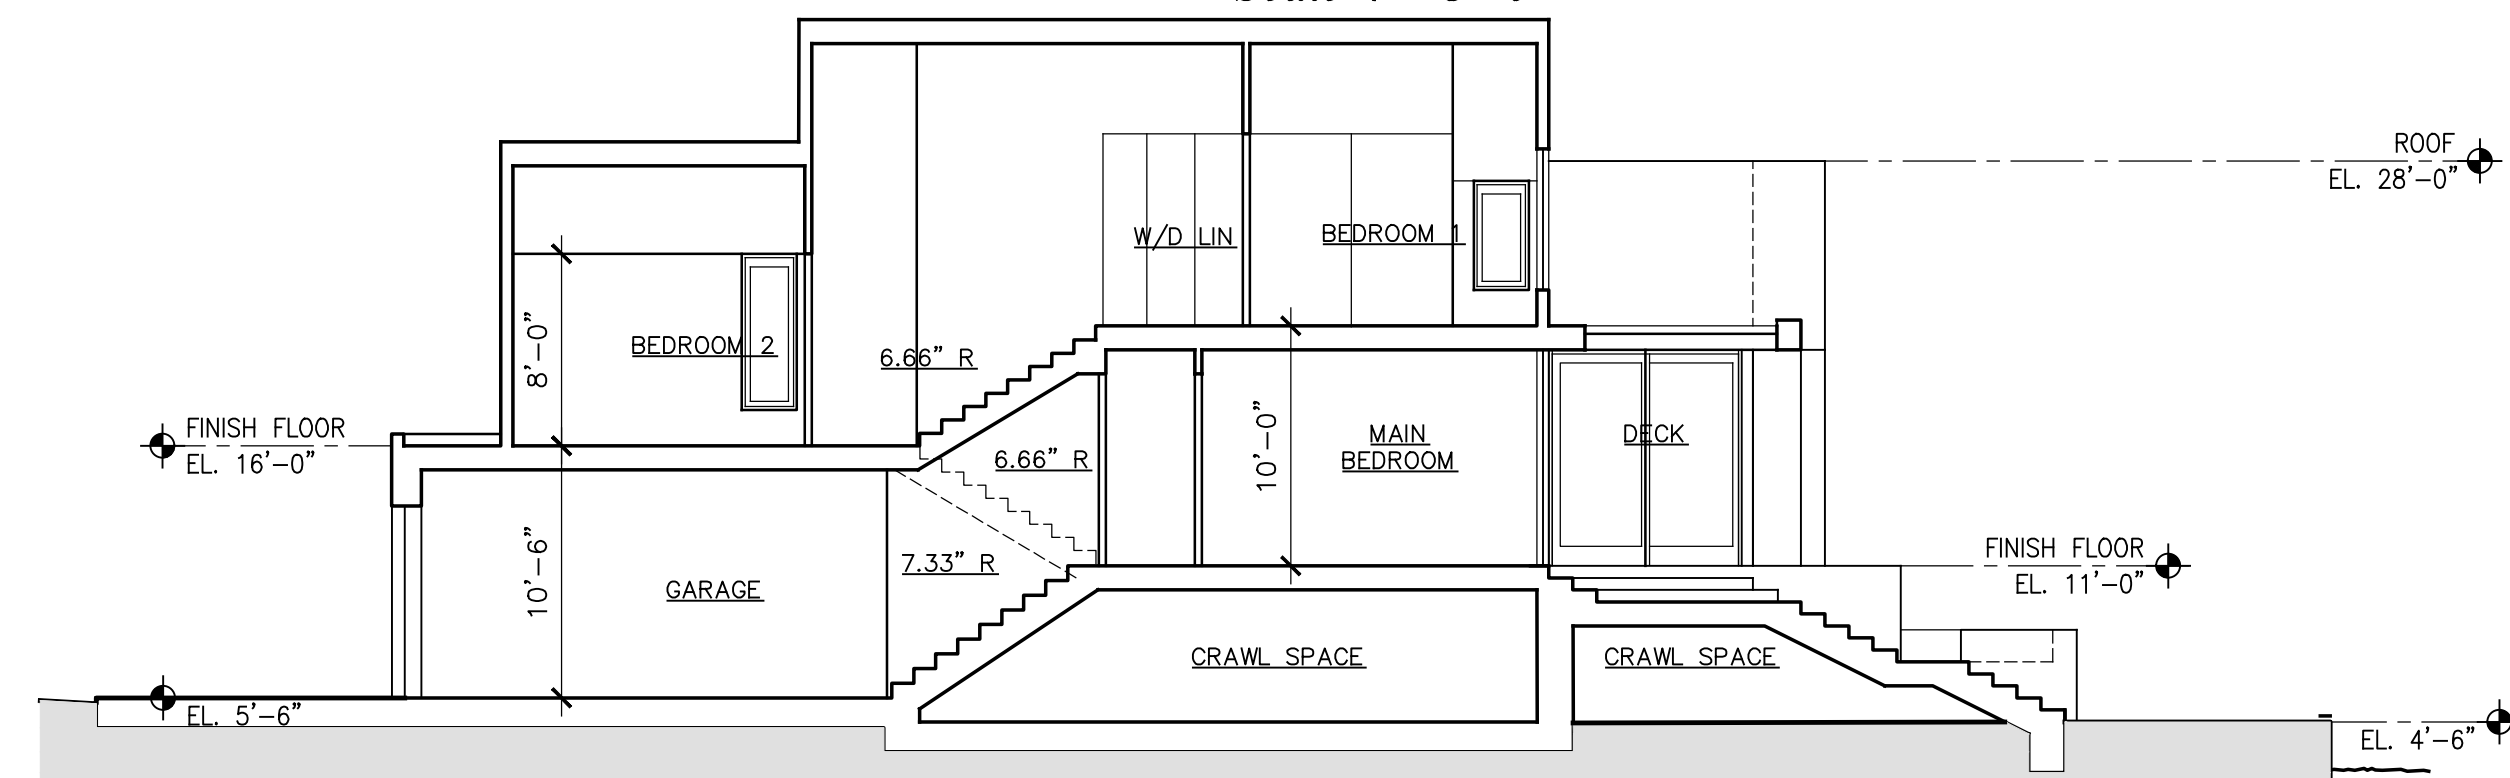 ROOF
EL. 28'-0"
W/D LIN
BEDROOM 1
BEDROOM 2
8'-0"
6.66" R
FINISH FLOOR
EL. 16'-0"
6.66" R
10'-0"
MAIN
BEDROOM
DECK
10'-6"
GARAGE
7.33" R
FINISH FLOOR
EL. 11'-0"
CRAWL SPACE
CRAWL SPACE
EL. 5'-6"
EL. 4'-6"